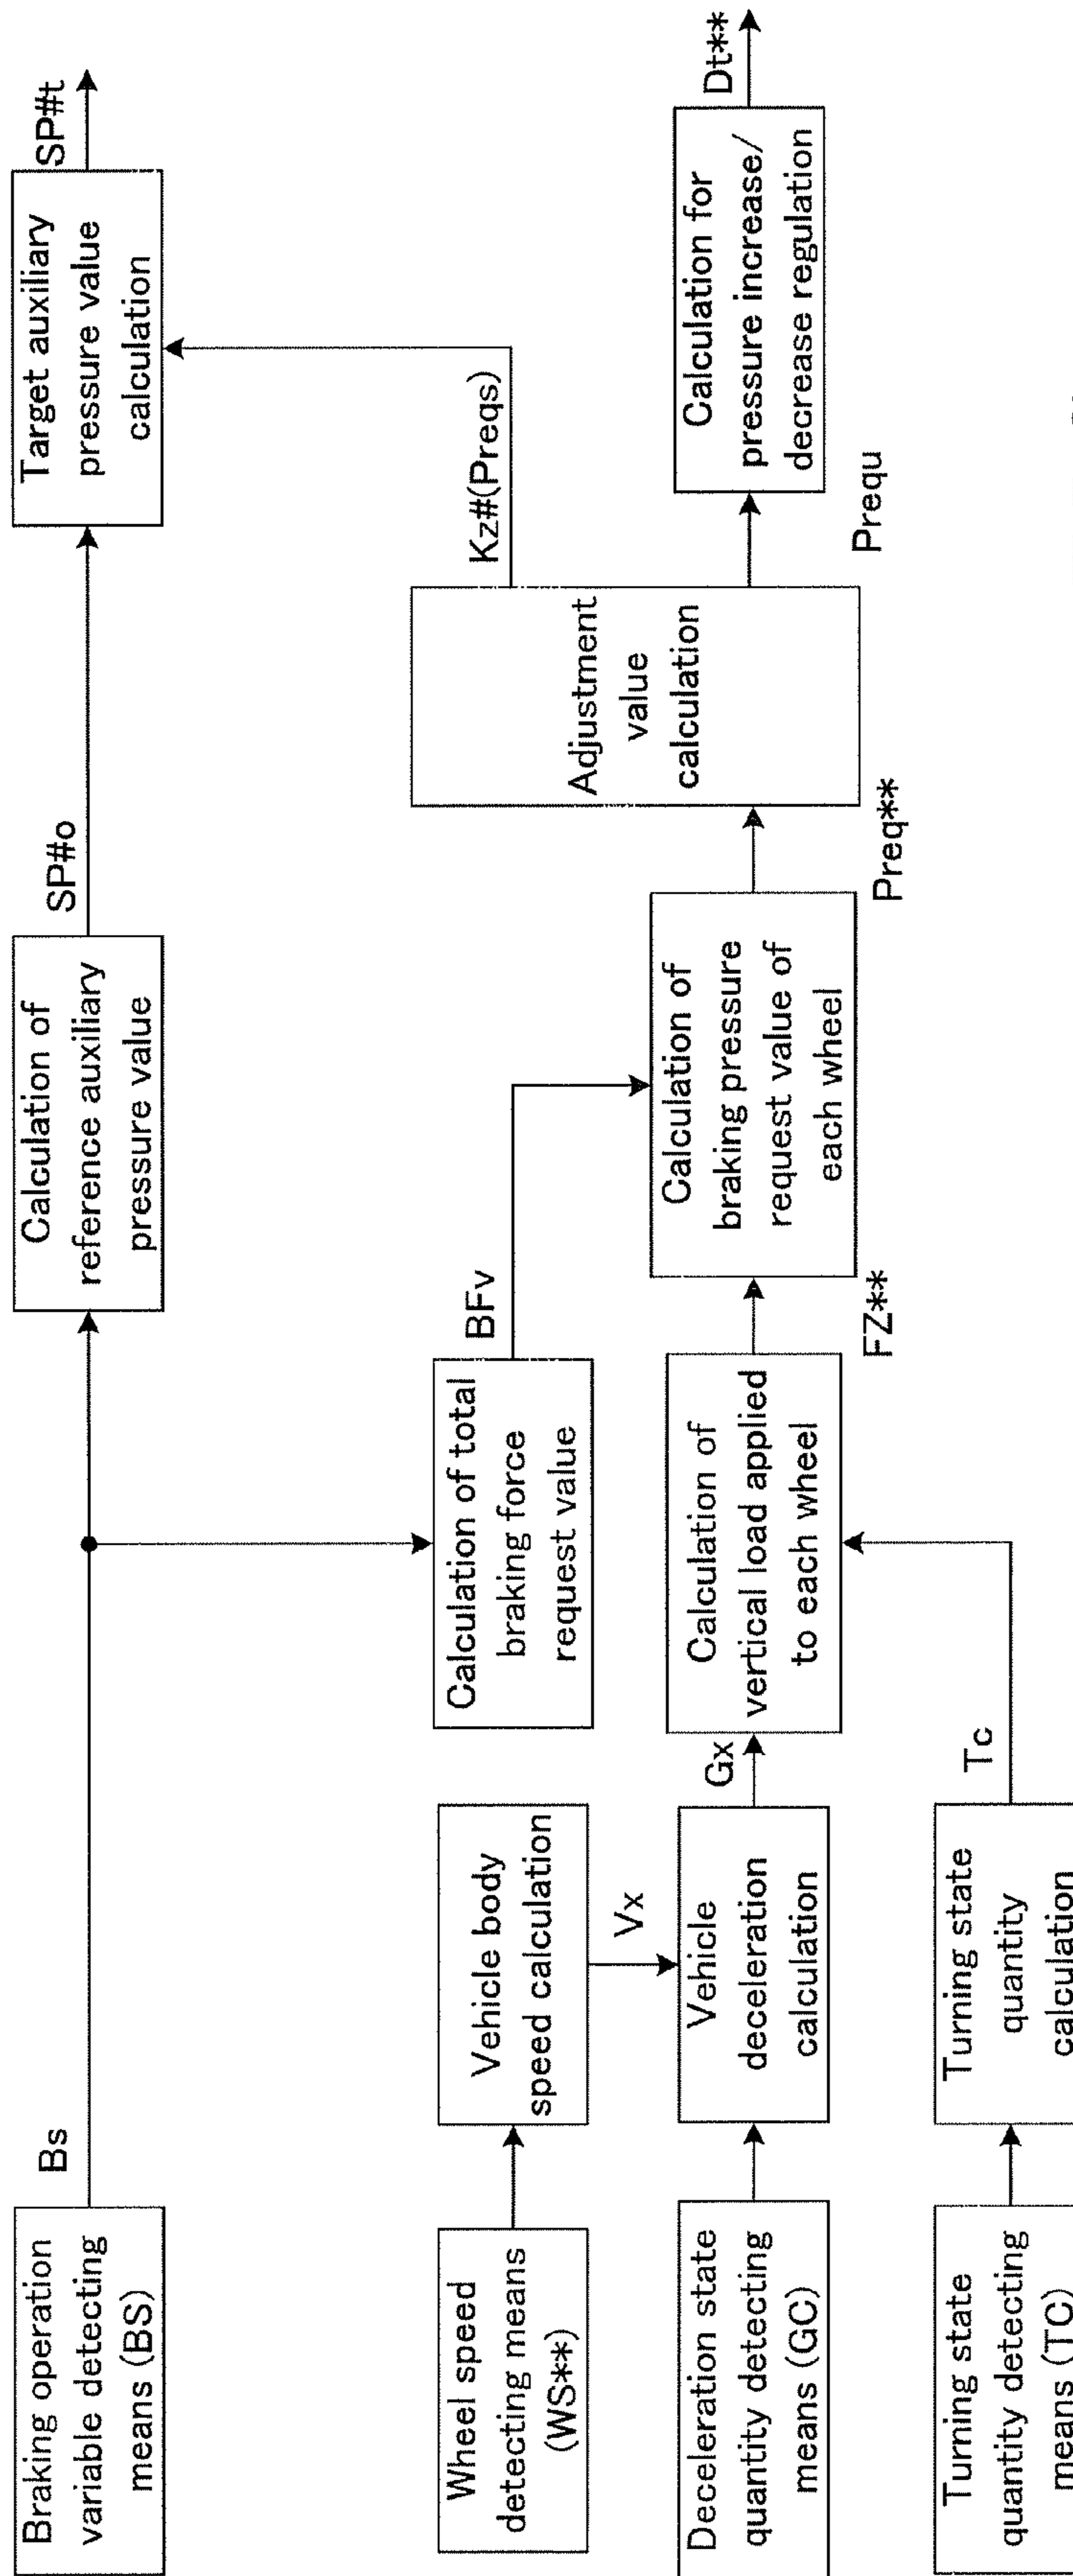 Braking operation
variable detecting
means (BS)
Bs
Calculation of
reference auxiliary
pressure value
SP#o
Target auxiliary
pressure value
calculation
SP#t
Wheel speed
detecting means
(WS**)
Vehicle body
speed calculation
Vx
Calculation of total
braking force
request value
BFv
Kz#(Preqs)
Deceleration state
quantity detecting
means (GC)
Vehicle
deceleration
calculation
Gx
Calculation of
vertical load applied
to each wheel
FZ**
Calculation of
braking pressure
request value of
each wheel
Preq**
Adjustment
value
calculation
Prequ
Calculation for
pressure increase/
decrease regulation
Dt**
Turning state
quantity detecting
means (TC)
Turning state
quantity
calculation
Tc